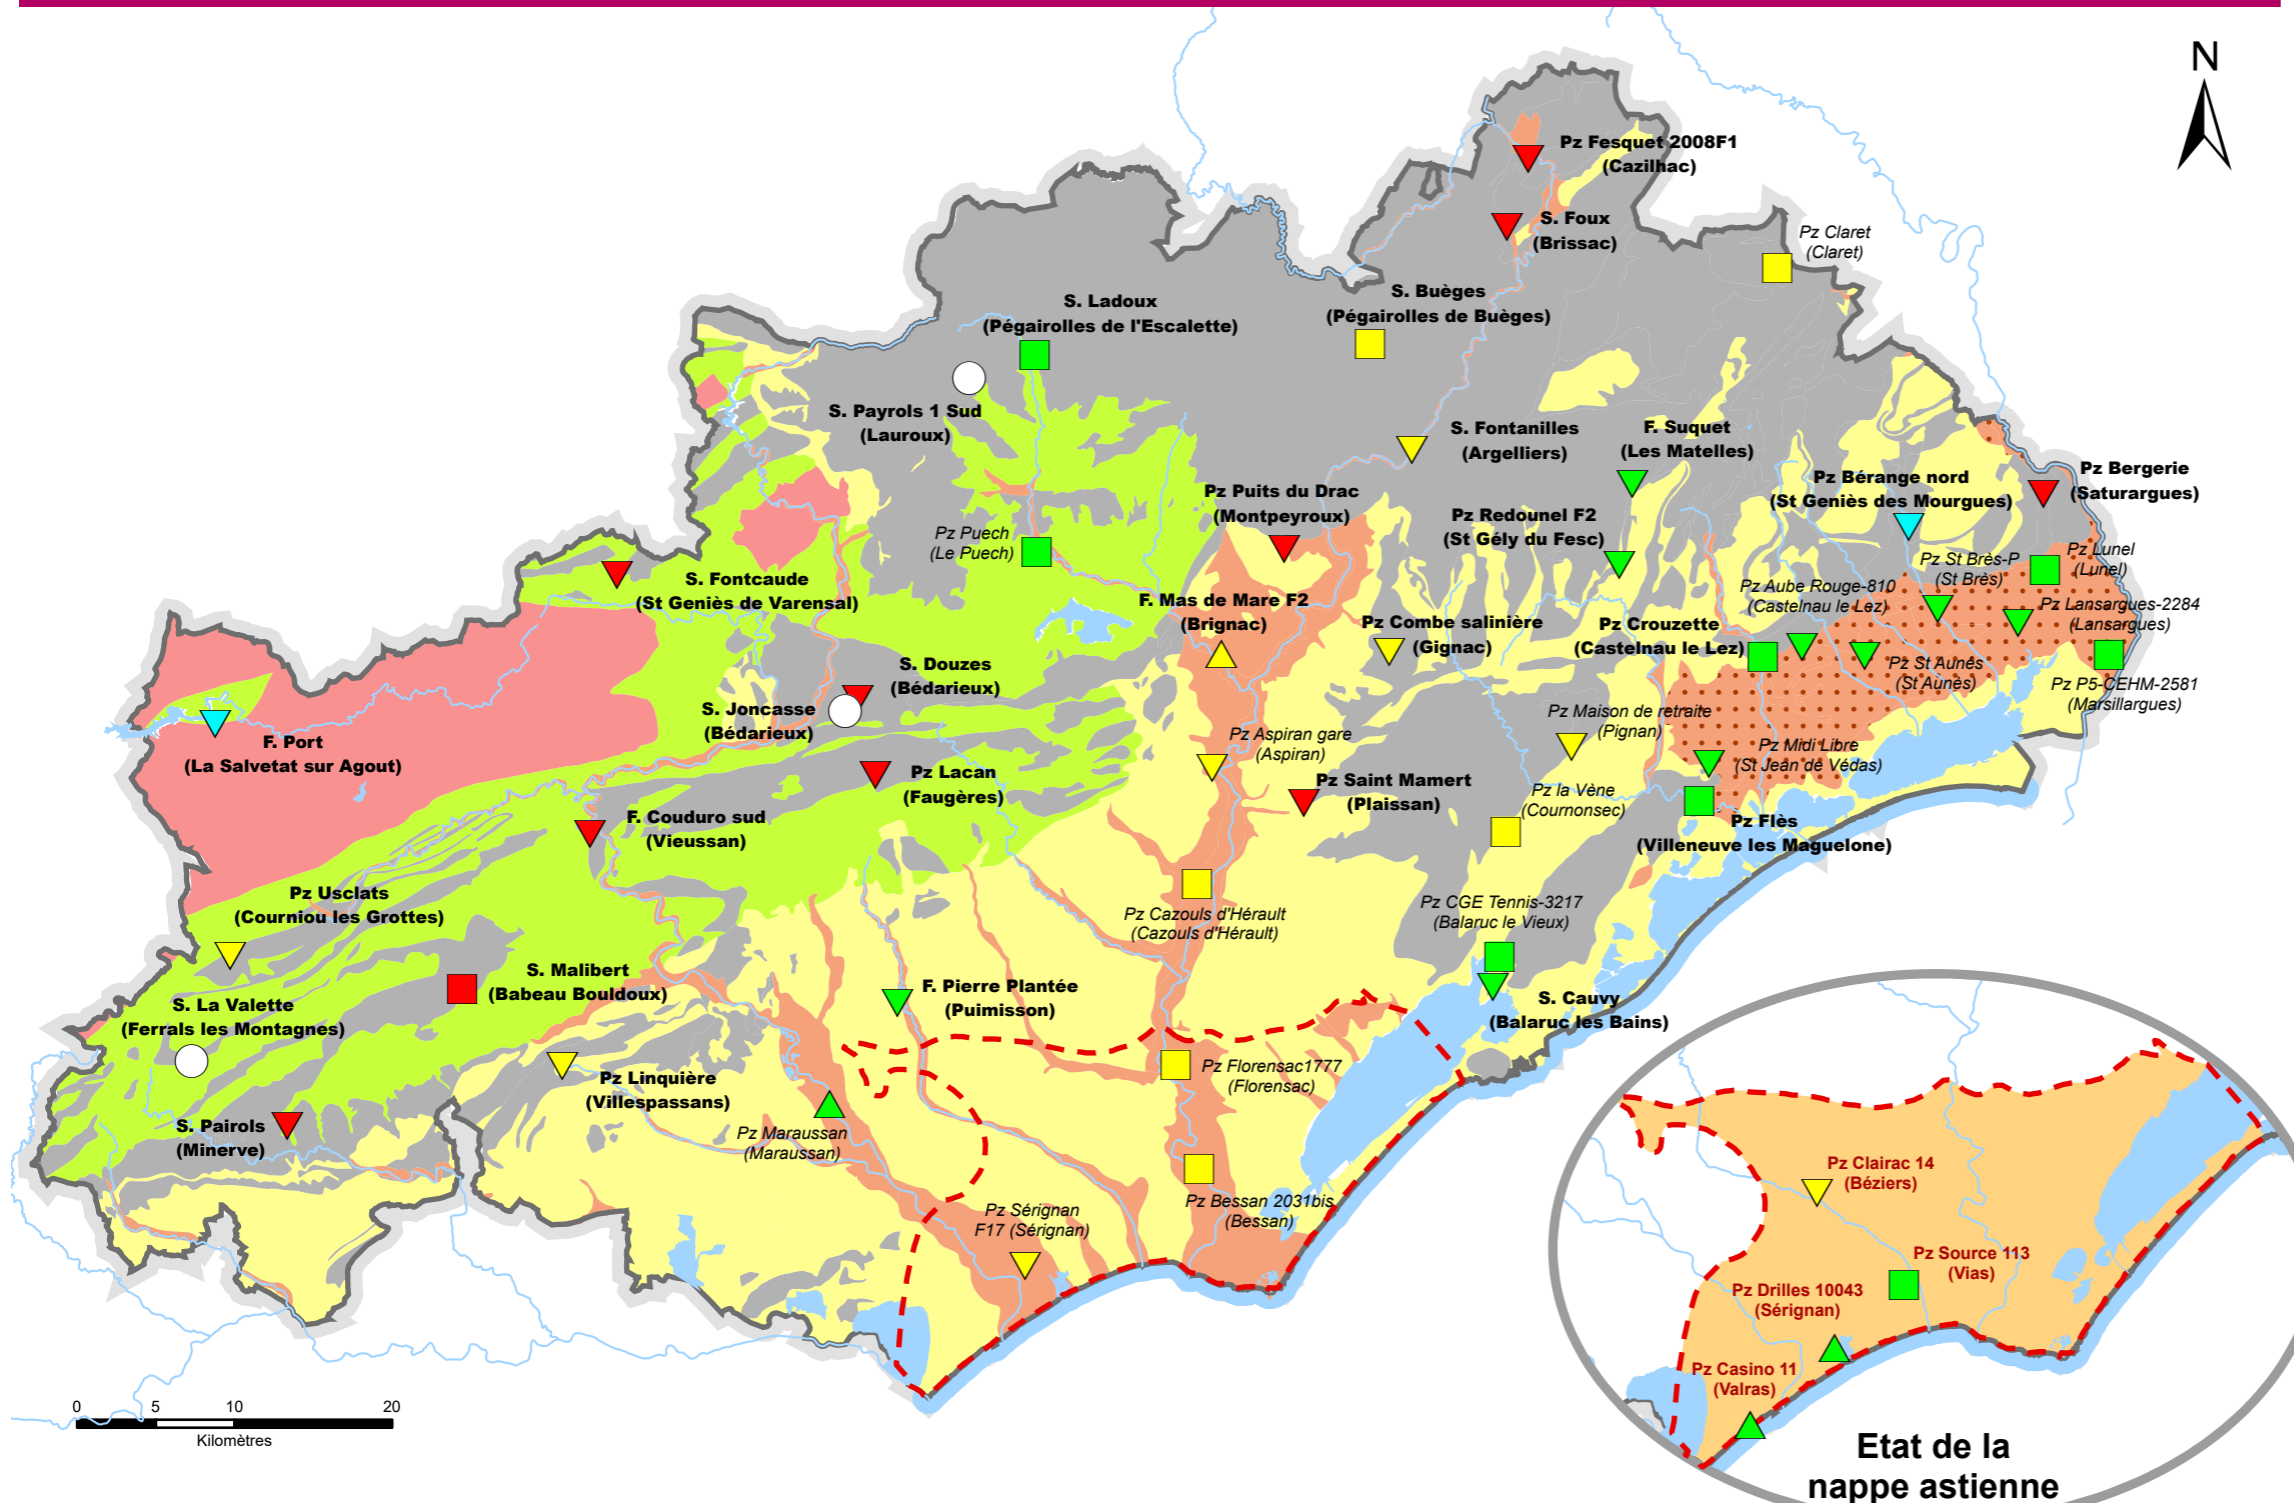 N
Pz Fesquet 2008F1
(Cazilhac)
S. Foux
(Brissac)
Pz Claret
(Claret)
S. Ladoux
(Pégairolles de l'Escalette)
S. Buèges
(Pégairolles de Buèges)
S. Payrols 1 Sud
(Lauroux)
S. Fontanilles
(Argelliers)
F. Suquet
(Les Matelles)
Pz Bérange nord
(St Geniès des Mourgues)
Pz Bergerie
(Saturargues)
Pz Puits du Drac
(Montpeyroux)
Pz Redounel F2
(St Gély du Fesc)
Pz Puech
(Le Puech)
Pz St Brès-P
(St Brès)
Pz Lunel
(Lunel)
S. Fontcaude
(St Geniès de Varensal)
Pz Aube Rouge-810
(Castelnau le Lez)
F. Mas de Mare F2
(Brignac)
Pz Combe salinière
(Gignac)
Pz Crouzette
(Castelnau le Lez)
Pz Lansargues-2284
(Lansargues)
S. Douzes
(Bédarieux)
Pz St Aunès
(St Aunès)
Pz P5-CEHM-2581
(Marsillargues)
S. Joncasse
(Bédarieux)
Pz Maison de retraite
(Pignan)
F. Port
(La Salvetat sur Agout)
Pz Aspiran gare
(Aspiran)
Pz Midi Libre
(St Jean de Védas)
Pz Lacan
(Faugères)
Pz Saint Mamert
(Plaissan)
Pz la Vène
(Cournonsec)
F. Couduro sud
(Vieussan)
Pz Flès
(Villeneuve les Maguelone)
Pz Usclats
(Courniou les Grottes)
Pz Cazouls d'Hérault
(Cazouls d'Hérault)
Pz CGE Tennis-3217
(Balaruc le Vieux)
S. Malibert
(Babeau Bouldoux)
F. Pierre Plantée
(Puimisson)
S. La Valette
(Ferrals les Montagnes)
S. Cauvy
(Balaruc les Bains)
Pz Linquière
(Villespassans)
Pz Florensac1777
(Florensac)
S. Pairols
(Minerve)
Pz Maraussan
(Maraussan)
Pz Sérignan
F17 (Sérignan)
Pz Bessan 2031bis
(Bessan)
Pz Clairac 14
(Béziers)
Pz Source 113
(Vias)
Pz Drilles 10043
(Sérignan)
Pz Casino 11
(Valras)
0 5 10 20
Kilomètres
Etat de la
nappe astienne